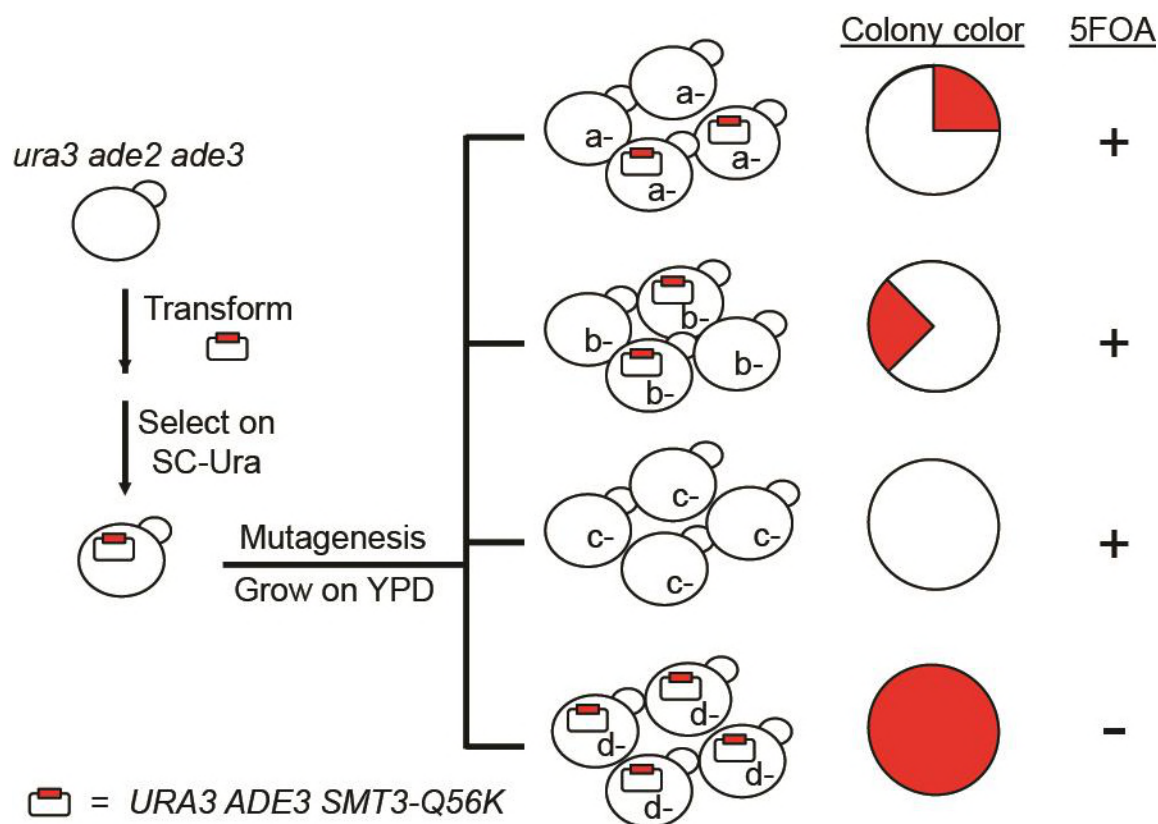 Colony color 5FOA
ura3 ade2 ade3
Transform
Select on
SC-Ura
Mutagenesis
Grow on YPD
a-
a-
a-
a-
+
b-
b-
b-
b-
+
c-
c-
c-
c-
+
d-
d-
d-
d-
-
= URA3 ADE3 SMT3-Q56K